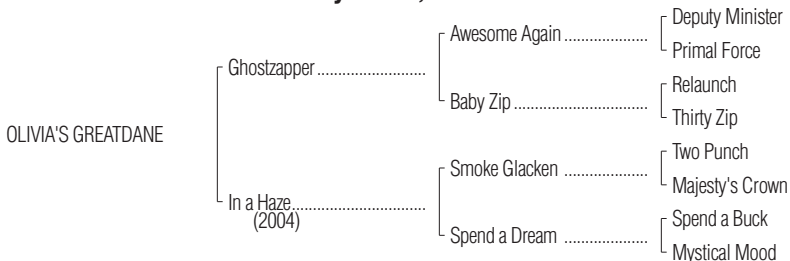 Deputy Minister
Awesome Again ....................
Primal Force
Ghostzapper ..........................
Relaunch
Baby Zip ................................
Thirty Zip
OLIVIA'S GREATDANE
Two Punch
Smoke Glacken ....................
Majesty's Crown
In a Haze................................
(2004)
Spend a Buck
Spend a Dream ....................
Mystical Mood